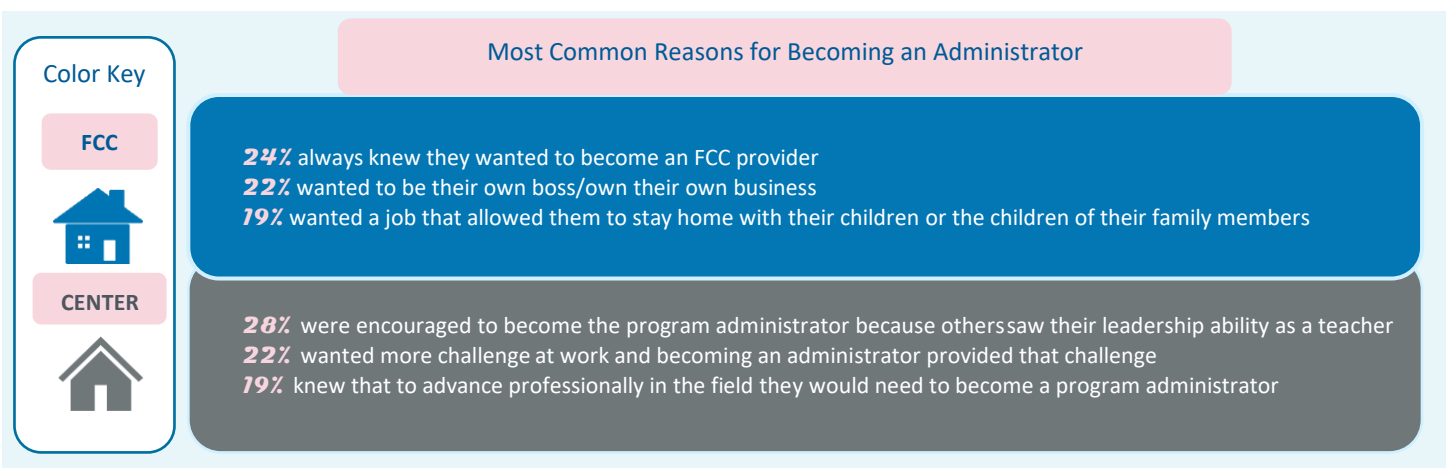 Most Common Reasons for Becoming an Administrator
Color Key
FCC
CENTER
24% always knew they wanted to become an FCC provider
22% wanted to be their own boss/own their own business
19% wanted a job that allowed them to stay home with their children or the children of their family members
28% were encouraged to become the program administrator because others saw their leadership ability as a teacher
22% wanted more challenge at work and becoming an administrator provided that challenge
19% knew that to advance professionally in the field they would need to become a program administrator